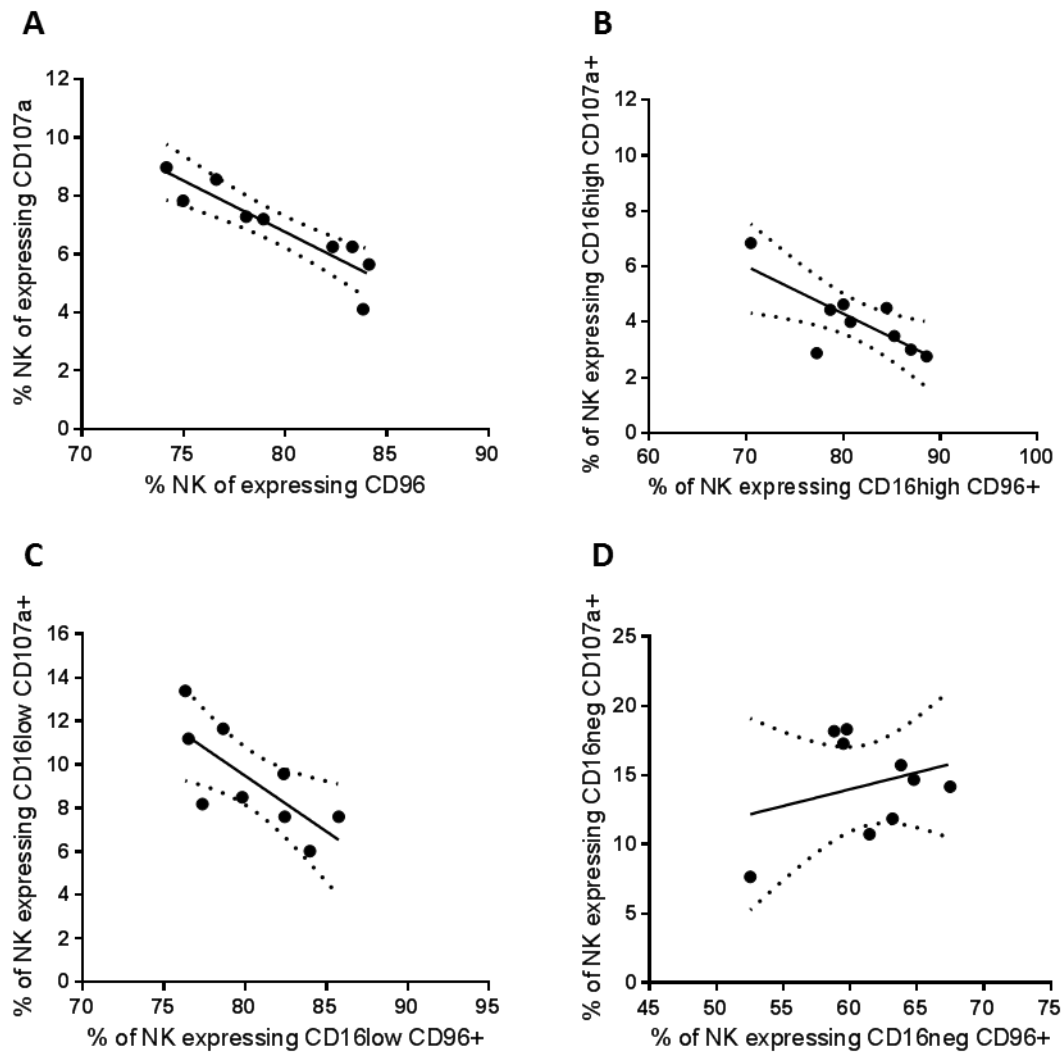 A
% NK of expressing CD107a
12
10
8
6
4
2
0
70 75 80 85 90
% NK of expressing CD96
B
% of NK expressing CD16high CD107a+
12
10
8
6
4
2
0
60 70 80 90 100
% of NK expressing CD16high CD96+
C
% of NK expressing CD16low CD107a+
16
14
12
10
8
6
4
2
0
70 75 80 85 90 95
% of NK expressing CD16low CD96+
D
% of NK expressing CD16neg CD107a+
25
20
15
10
5
0
45 50 55 60 65 70 75
% of NK expressing CD16neg CD96+